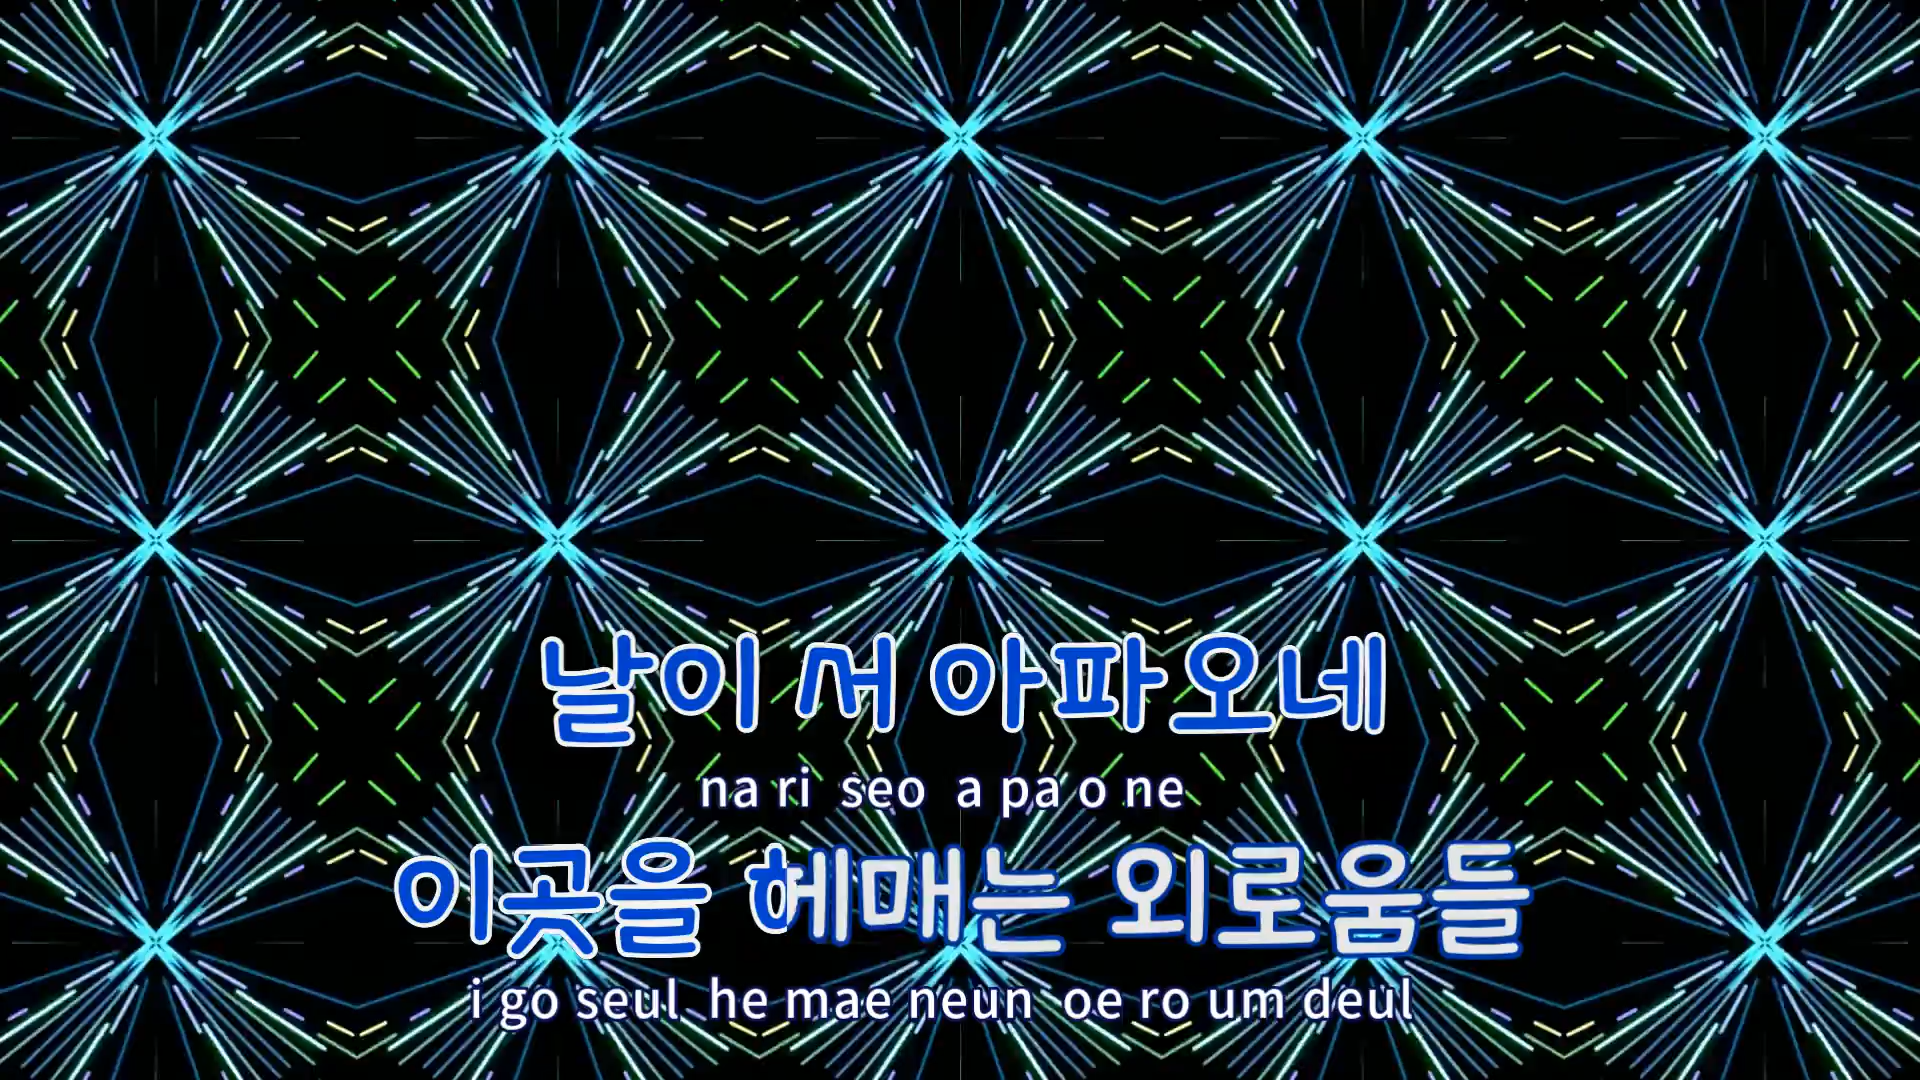 날이 서 아파오네
na ri seo a pa o ne
이곳을 헤매는 외로움들
i go seul he mae neun oe ro um deul